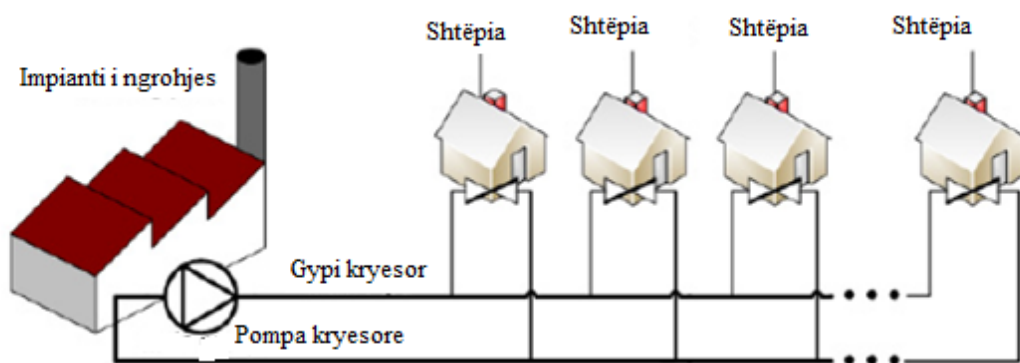 Shtëpia
Shtëpia
Shtëpia
Shtëpia
Impianti i ngrohjes
Gypi kryesor
Pompa kryesore